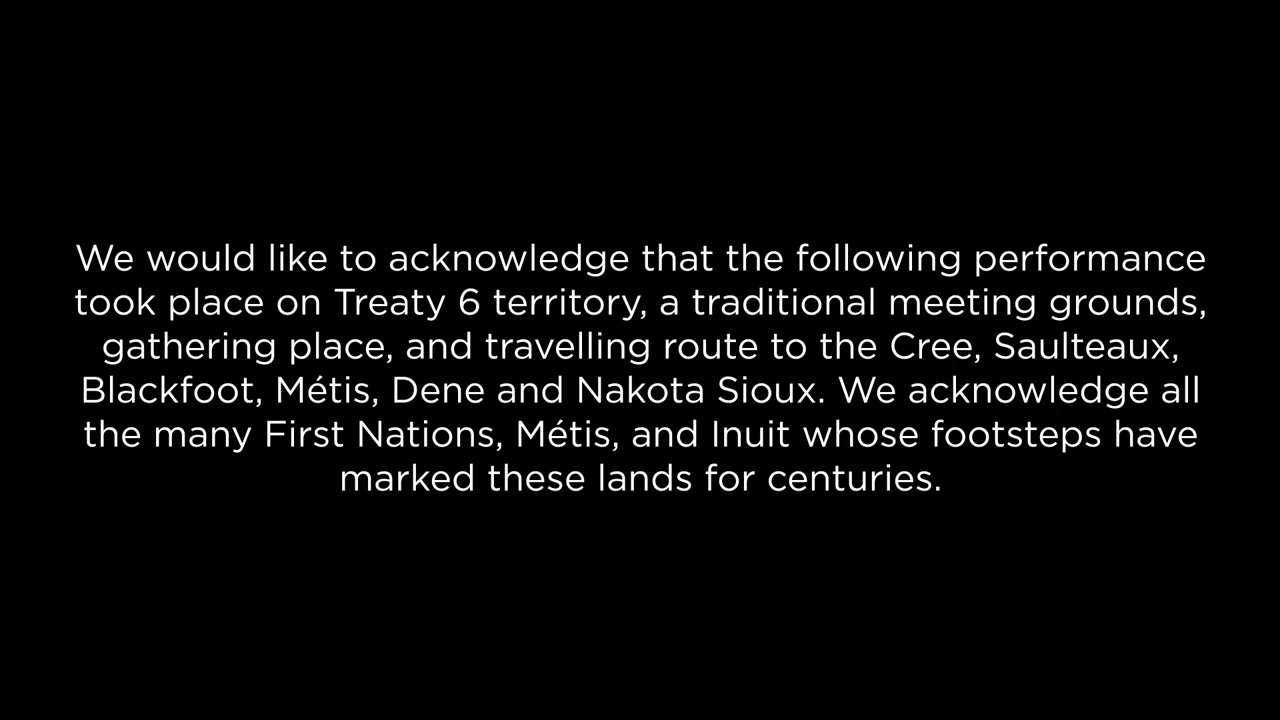 We would like to acknowledge that the following performance
took place on Treaty 6 territory, a traditional meeting grounds,
gathering place, and travelling route to the Cree, Saulteaux,
Blackfoot, Métis, Dene and Nakota Sioux. We acknowledge all
the many First Nations, Métis, and Inuit whose footsteps have
marked these lands for centuries.